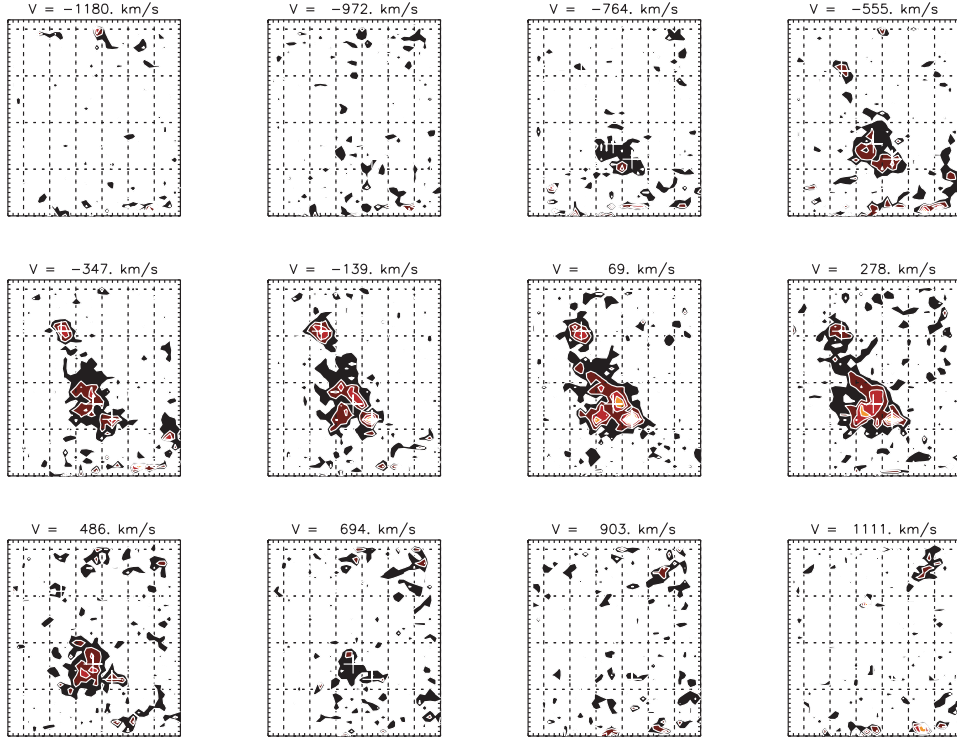 V = -1180. km/s
V = -972. km/s
V = -764. km/s
V = -555. km/s
V = -347. km/s
V = -139. km/s
V = 69. km/s
V = 278. km/s
V = 486. km/s
V = 694. km/s
V = 903. km/s
V = 1111. km/s